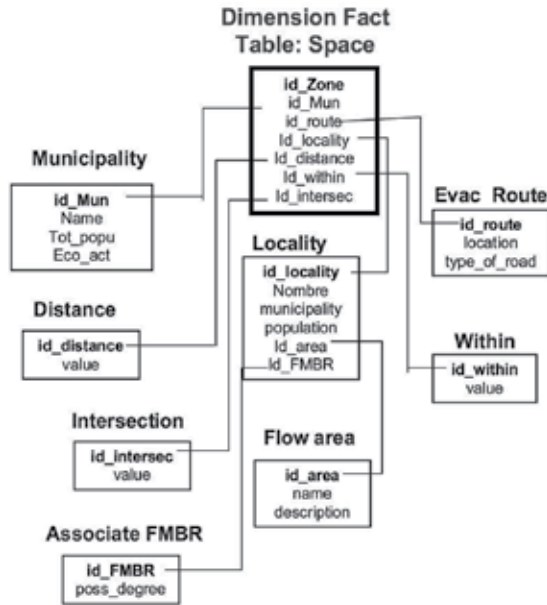 Dimension Fact
Table: Space
id_Zone
id_Mun
id_route
Id_locality
Id_distance
Id_within
Id_intersec
Municipality
id_Mun
Name
Tot_popu
Eco_act
Evac Route
id_route
location
type_of_road
Locality
id_locality
Nombre
municipality
population
Id_area
Id_FMBR
Distance
id_distance
value
Within
id_within
value
Intersection
id_intersec
value
Flow area
id_area
name
description
Associate FMBR
id_FMBR
poss_degree